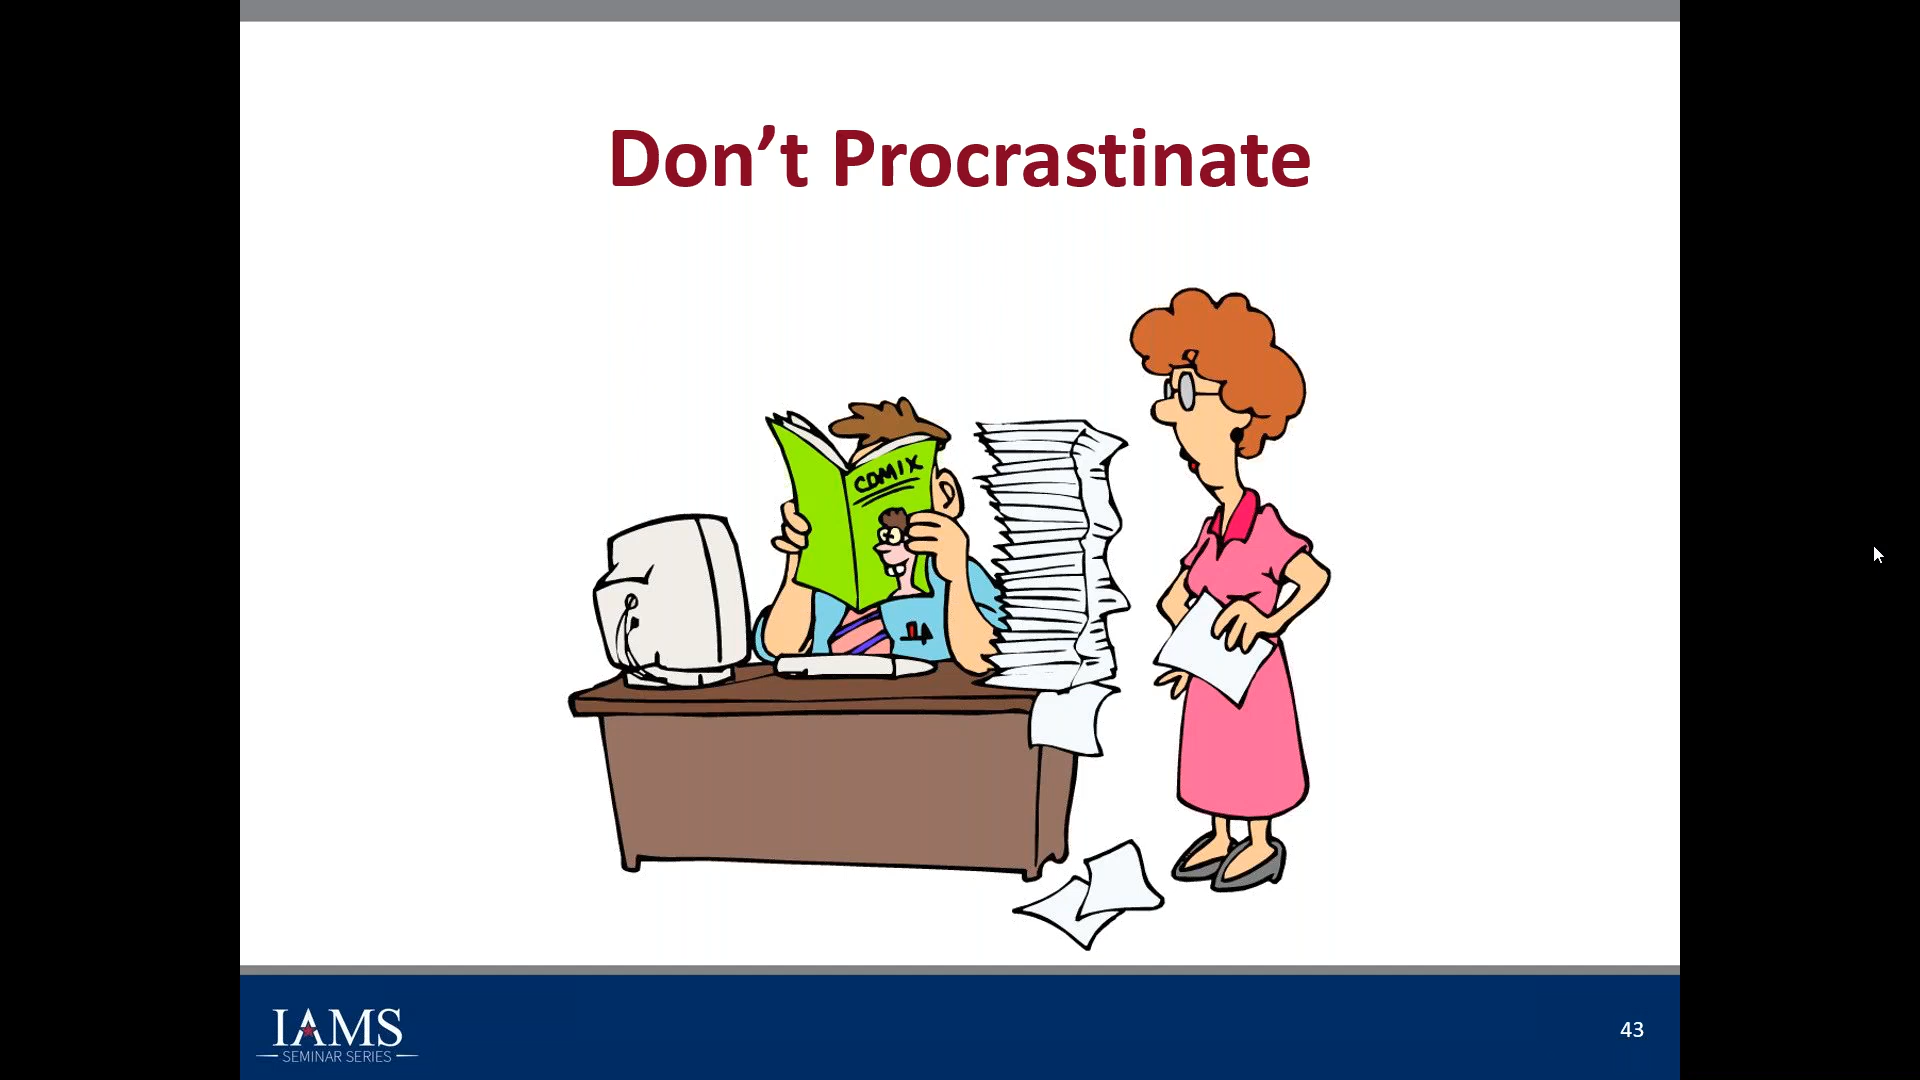 Don’t Procrastinate
COMIX
IAMS
SEMINAR SERIES
43